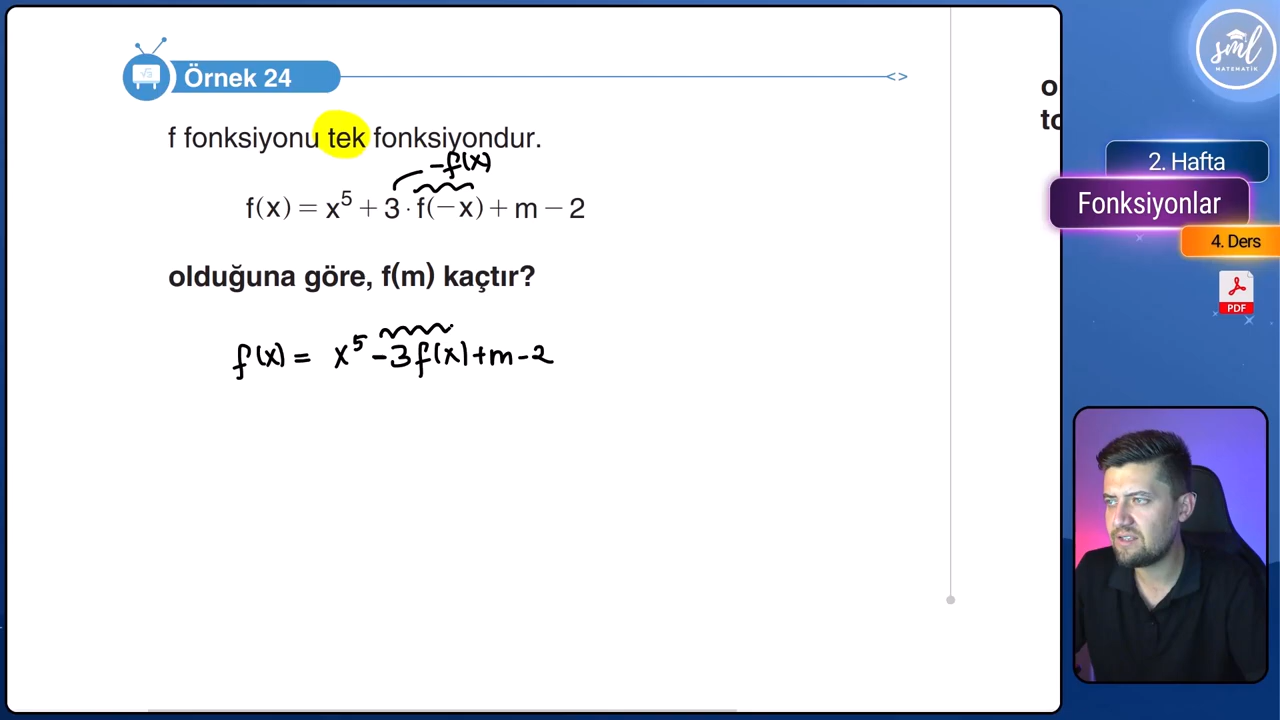 Örnek 24
f fonksiyonu tek fonksiyondur.
-f(x)
f(x) = x⁵ + 3 · f(−x) + m − 2
olduğuna göre, f(m) kaçtır?
f(x) = x⁵ - 3f(x) + m - 2
o
to
sml
MATEMATİK
2. Hafta
Fonksiyonlar
4. Ders
PDF